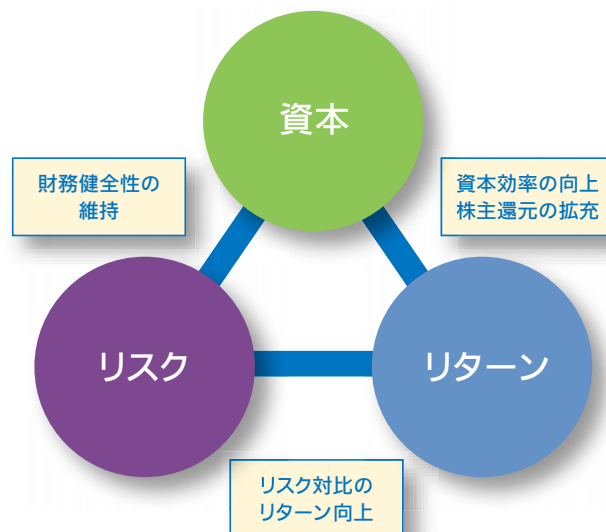 資本
財務健全性の
維持
資本効率の向上
株主還元の拡充
リスク
リターン
リスク対比の
リターン向上